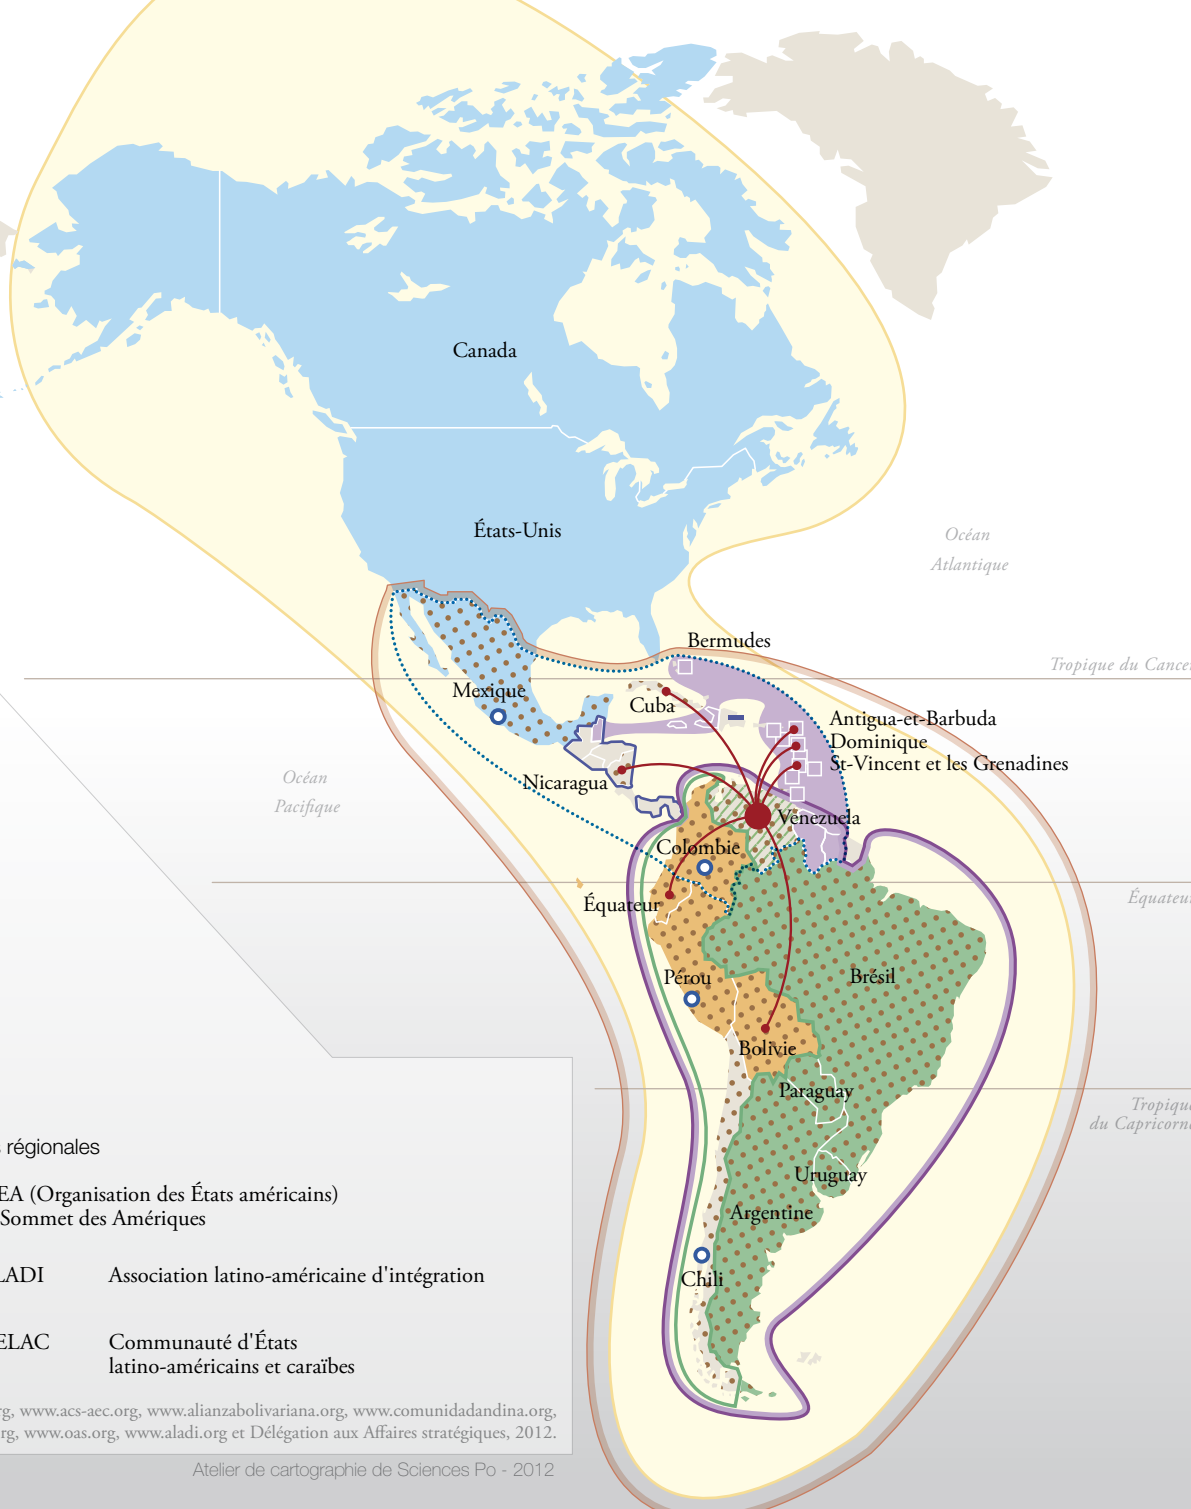 Canada
États-Unis
Océan
Atlantique
Bermudes
Tropique du Cancer
Mexique
Cuba
Antigua-et-Barbuda
Dominique
St-Vincent et les Grenadines
Océan
Pacifique
Nicaragua
Venezuela
Colombie
Équateur
Équateur
Pérou
Brésil
Bolivie
Paraguay
Tropique
du Capricorne
Uruguay
Argentine
Chili
s régionales
EA (Organisation des États américains)
Sommet des Amériques
LADI Association latino-américaine d'intégration
ELAC Communauté d'États
latino-américains et caraïbes
rg, www.acs-aec.org, www.alianzabolivariana.org, www.comunidadandina.org,
rg, www.oas.org, www.aladi.org et Délégation aux Affaires stratégiques, 2012.
Atelier de cartographie de Sciences Po - 2012